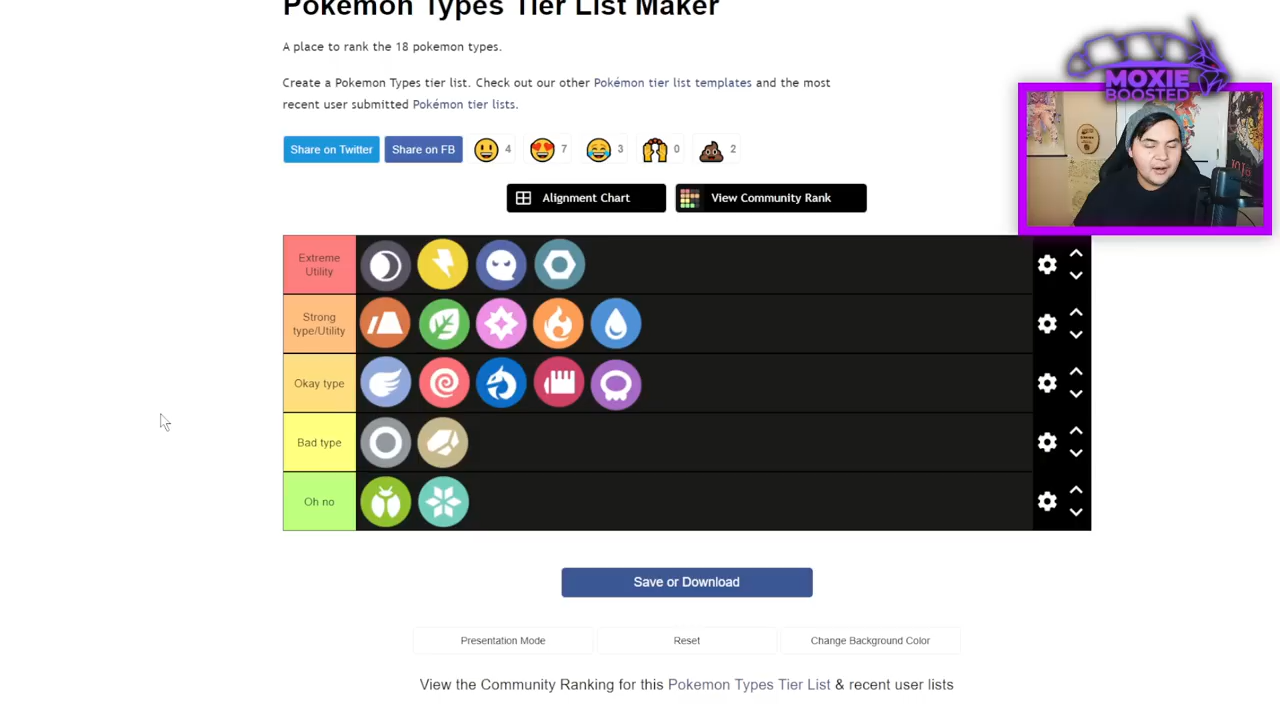 Pokemon Types Tier List Maker
A place to rank the 18 pokemon types.
Create a Pokemon Types tier list. Check out our other Pokémon tier list templates and the most
recent user submitted Pokémon tier lists.
Share on Twitter
Share on FB
4
7
3
0
2
Alignment Chart
View Community Rank
MOXIE
BOOSTED
Extreme
Utility
Strong
type/Utility
Okay type
Bad type
Oh no
Save or Download
Presentation Mode
Reset
Change Background Color
View the Community Ranking for this Pokemon Types Tier List & recent user lists